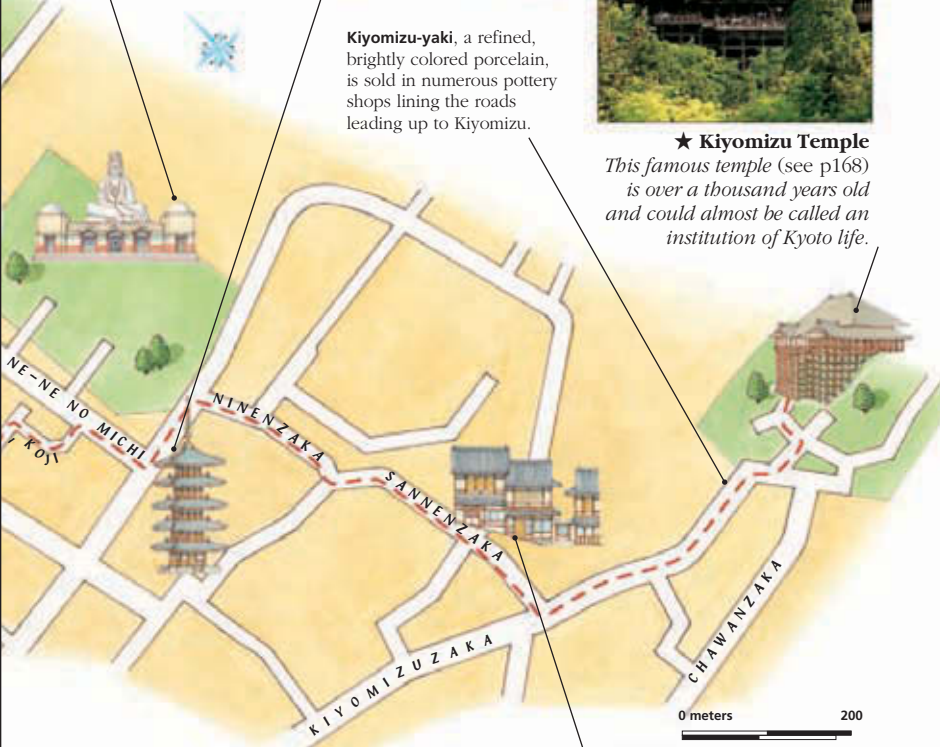 Kiyomizu-yaki, a refined,
brightly colored porcelain,
is sold in numerous pottery
shops lining the roads
leading up to Kiyomizu.
★ Kiyomizu Temple
This famous temple (see p168)
is over a thousand years old
and could almost be called an
institution of Kyoto life.
NE-NE NO MICHI
KOJI
NINENZAKA
SANNENZAKA
KIYOMIZUZAKA
CHAWANZAKA
0 meters 200